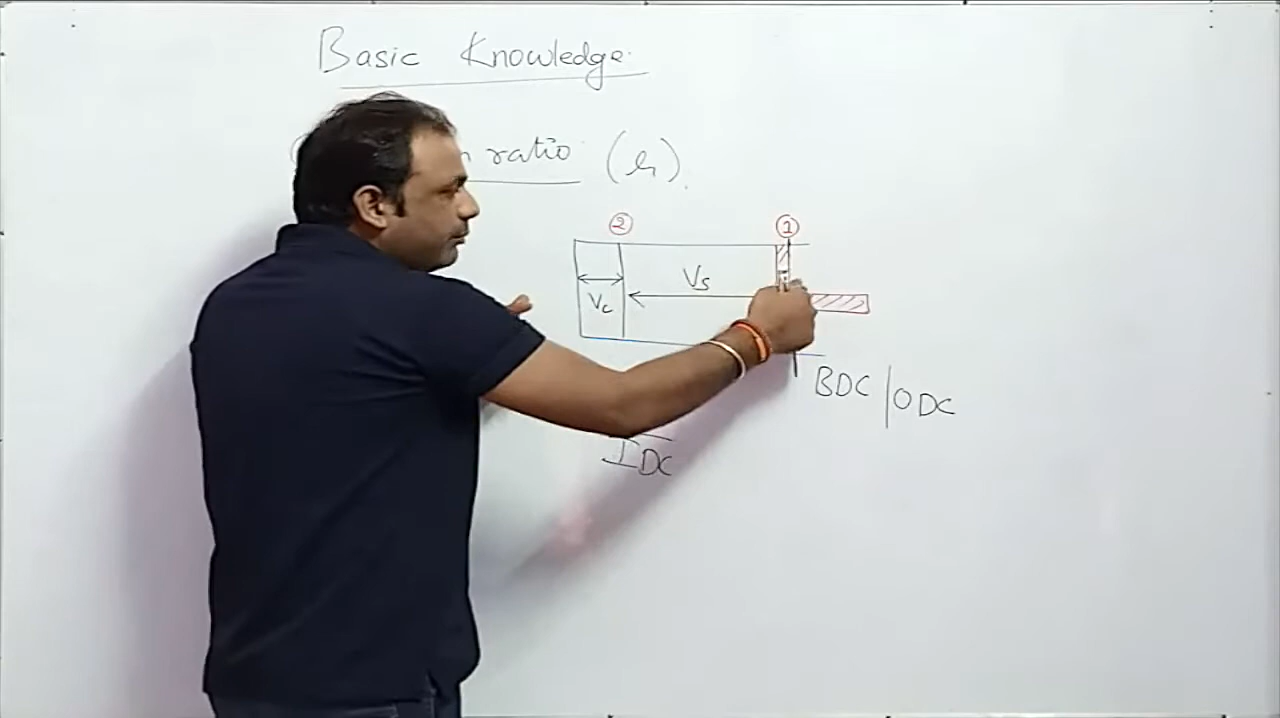 Basic Knowledge.
ratio (r).
2 1
Vc Vs
BDC/ODC
IDC